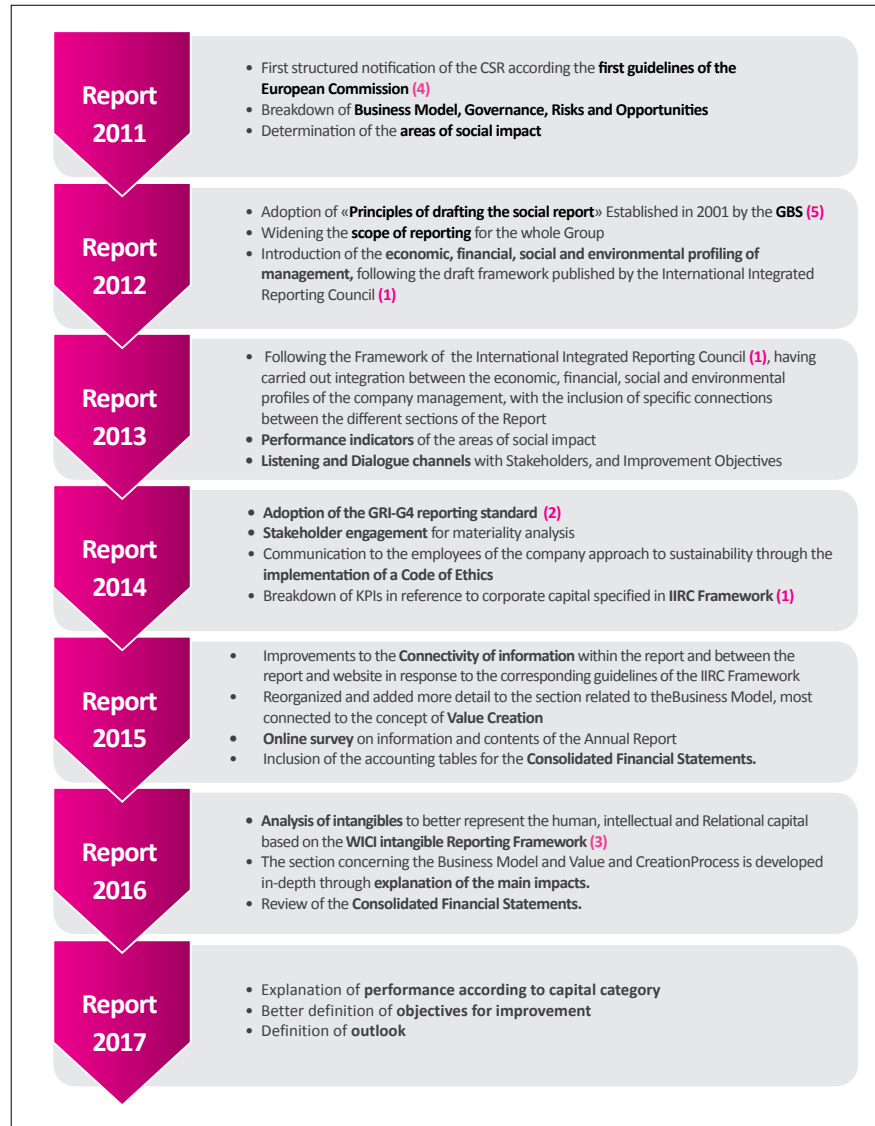 Report
2011
• First structured notification of the CSR according the first guidelines of the
European Commission (4)
• Breakdown of Business Model, Governance, Risks and Opportunities
• Determination of the areas of social impact
Report
2012
• Adoption of «Principles of drafting the social report» Established in 2001 by the GBS (5)
• Widening the scope of reporting for the whole Group
• Introduction of the economic, financial, social and environmental profiling of
management, following the draft framework published by the International Integrated
Reporting Council (1)
Report
2013
• Following the Framework of the International Integrated Reporting Council (1), having
carried out integration between the economic, financial, social and environmental
profiles of the company management, with the inclusion of specific connections
between the different sections of the Report
• Performance indicators of the areas of social impact
• Listening and Dialogue channels with Stakeholders, and Improvement Objectives
Report
2014
• Adoption of the GRI-G4 reporting standard (2)
• Stakeholder engagement for materiality analysis
• Communication to the employees of the company approach to sustainability through the
implementation of a Code of Ethics
• Breakdown of KPIs in reference to corporate capital specified in IIRC Framework (1)
Report
2015
• Improvements to the Connectivity of information within the report and between the
report and website in response to the corresponding guidelines of the IIRC Framework
• Reorganized and added more detail to the section related to theBusiness Model, most
connected to the concept of Value Creation
• Online survey on information and contents of the Annual Report
• Inclusion of the accounting tables for the Consolidated Financial Statements.
Report
2016
• Analysis of intangibles to better represent the human, intellectual and Relational capital
based on the WICI intangible Reporting Framework (3)
• The section concerning the Business Model and Value and CreationProcess is developed
in-depth through explanation of the main impacts.
• Review of the Consolidated Financial Statements.
Report
2017
• Explanation of performance according to capital category
• Better definition of objectives for improvement
• Definition of outlook